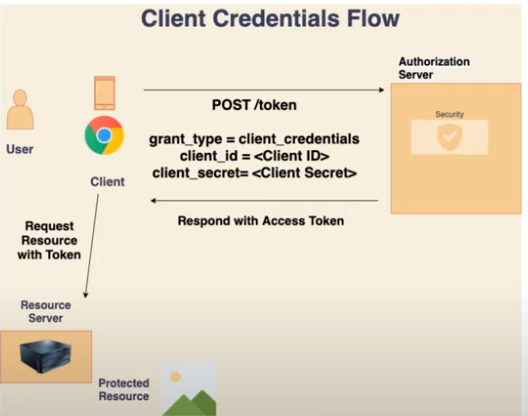 Client Credentials Flow
Authorization
Server
POST /token
Security
grant_type = client_credentials
client_id = <Client ID>
client_secret= <Client Secret>
User
Client
Respond with Access Token
Request
Resource
with Token
Resource
Server
Protected
Resource